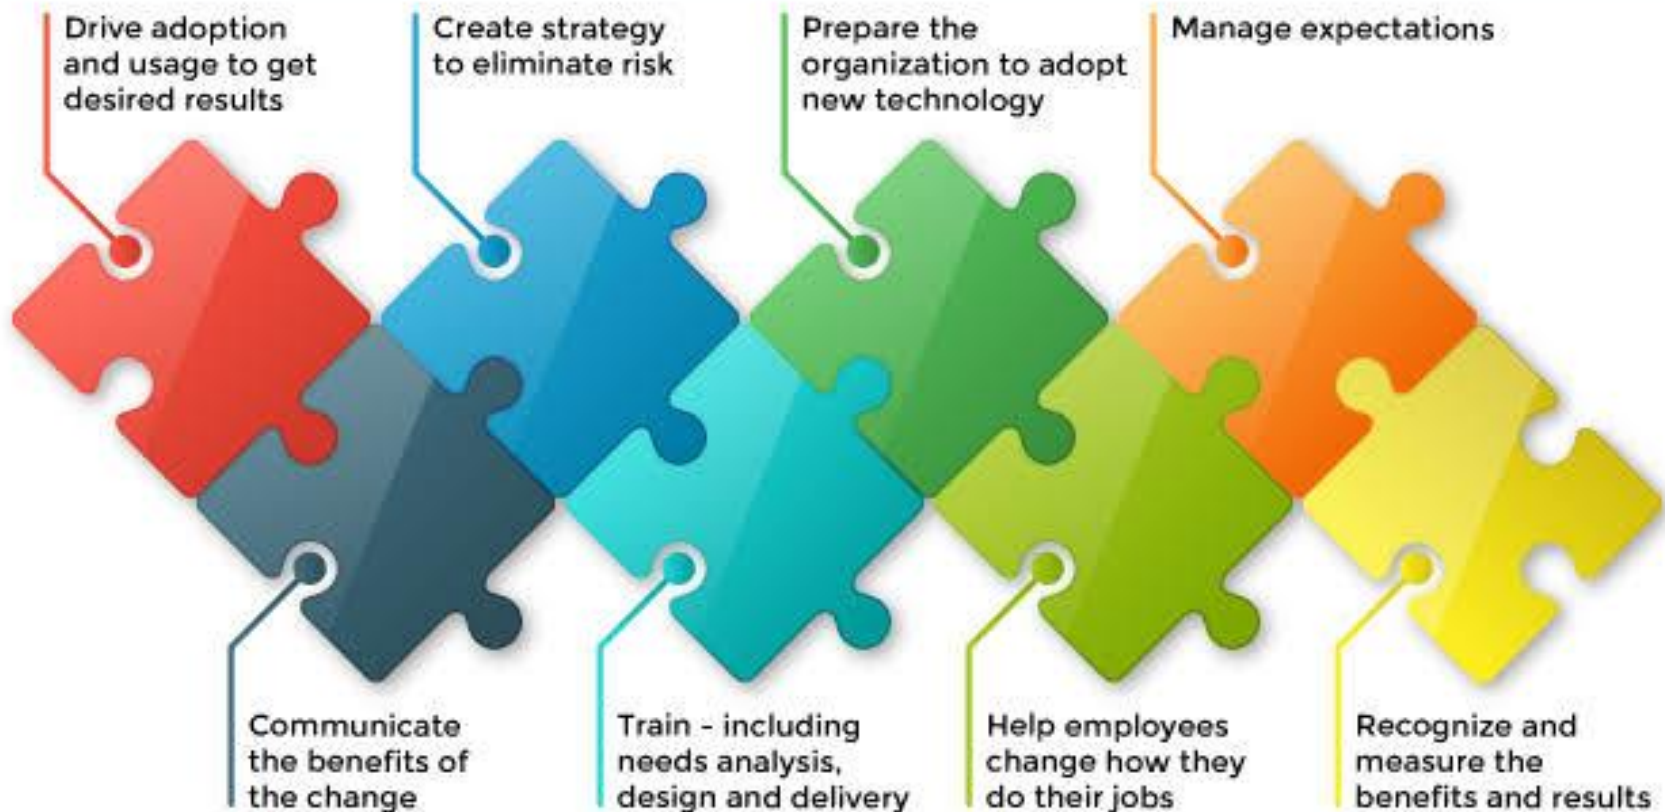 Drive adoption
and usage to get
desired results
Create strategy
to eliminate risk
Prepare the
organization to adopt
new technology
Manage expectations
Communicate
the benefits of
the change
Train - including
needs analysis,
design and delivery
Help employees
change how they
do their jobs
Recognize and
measure the
benefits and results